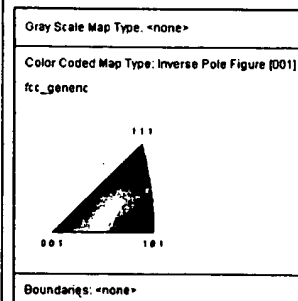 Gray Scale Map Type: <none>
Color Coded Map Type: Inverse Pole Figure [001]
fcc_generic
111
001 101
Boundaries: <none>